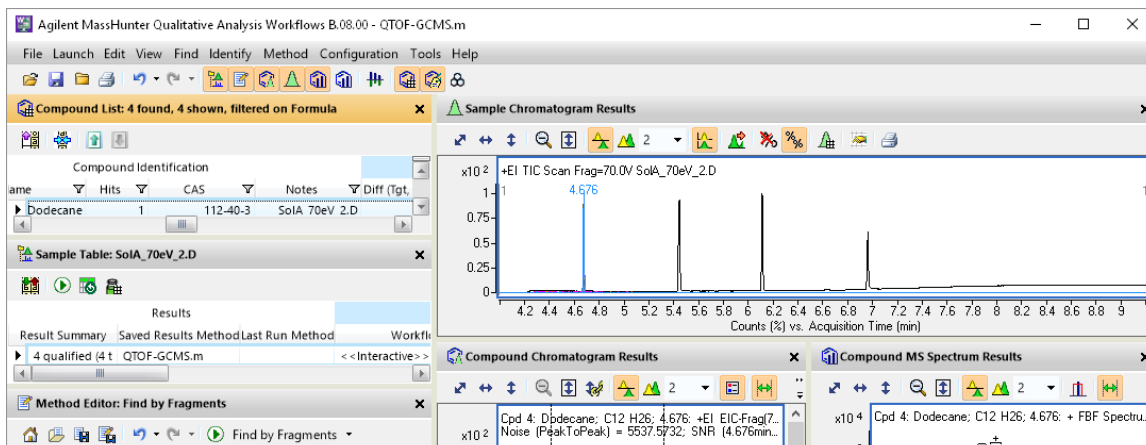 Agilent MassHunter Qualitative Analysis Workflows B.08.00 - QTOF-GCMS.m
File Launch Edit View Find Identify Method Configuration Tools Help
Compound List: 4 found, 4 shown, filtered on Formula
Compound Identification
ame Hits CAS Notes Diff (Tgt,
Dodecane 1 112-40-3 SolA 70eV 2.D
Sample Table: SolA_70eV_2.D
Results
Result Summary Saved Results Method Last Run Method Workfl
4 qualified (4 t QTOF-GCMS.m <<Interactive>>
Method Editor: Find by Fragments
Find by Fragments
Sample Chromatogram Results
2
x10 2 +EI TIC Scan Frag=70.0V SolA_70eV_2.D
1 1 4.676 1
0.75
0.5
0.25
0
4.2 4.4 4.6 4.8 5 5.2 5.4 5.6 5.8 6 6.2 6.4 6.6 6.8 7 7.2 7.4 7.6 7.8 8 8.2 8.4 8.6 8.8 9
Counts (%) vs. Acquisition Time (min)
Compound Chromatogram Results
2
x10 2 Cpd 4: Dodecane; C12 H26; 4.676: +EI EIC-Frag(7...
Noise (PeakToPeak) = 5537.5732; SNR (4.676min...
Compound MS Spectrum Results
2
x10 4 Cpd 4: Dodecane; C12 H26; 4.676: + FBF Spectru...